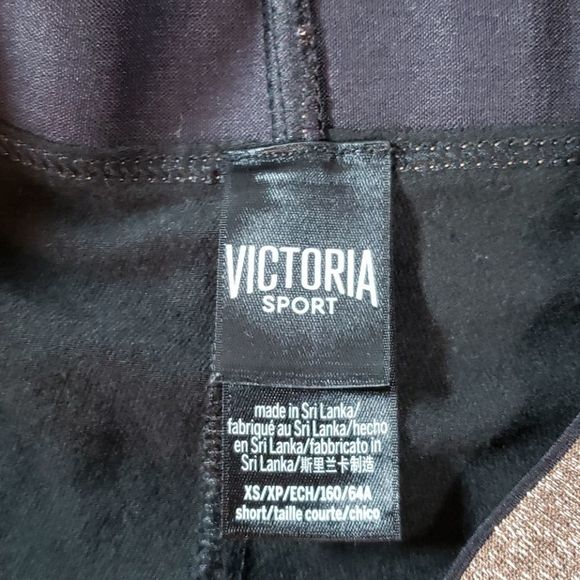 VICTORIA
SPORT
made in Sri Lanka/
fabriqué au Sri Lanka/hecho
en Sri Lanka/fabbricato in
Sri Lanka/斯里兰卡制造
XS/XP/ECH/160/64A
short/taille courte/chico